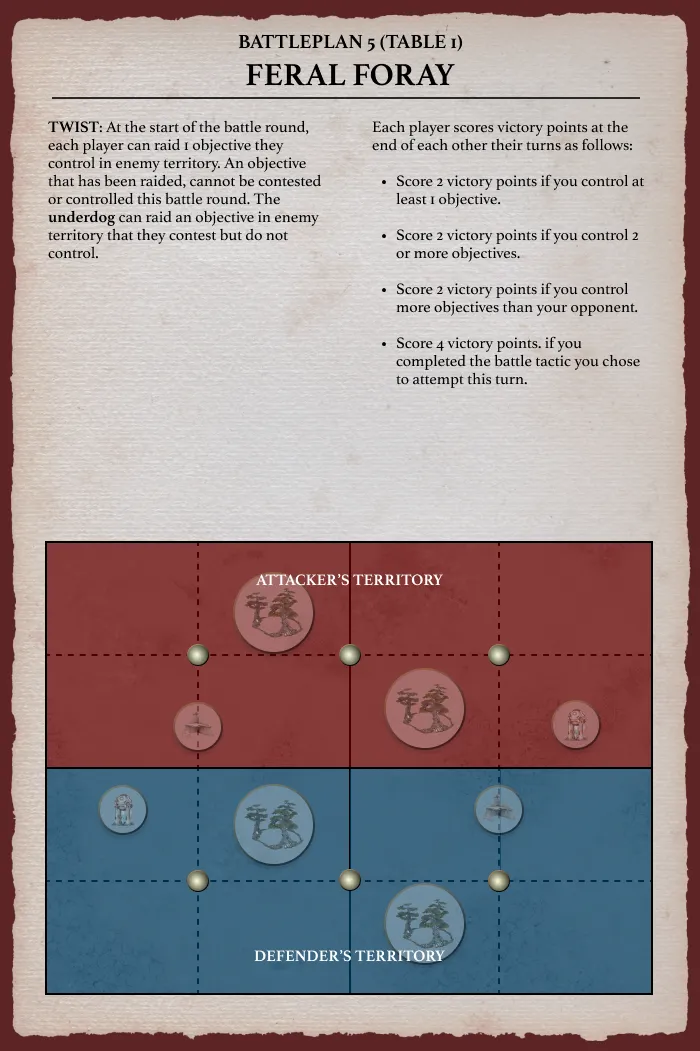 BATTLEPLAN 5 (TABLE 1)
FERAL FORAY
TWIST: At the start of the battle round,
each player can raid 1 objective they
control in enemy territory. An objective
that has been raided, cannot be contested
or controlled this battle round. The
underdog can raid an objective in enemy
territory that they contest but do not
control.
Each player scores victory points at the
end of each other their turns as follows:
• Score 2 victory points if you control at
least 1 objective.
• Score 2 victory points if you control 2
or more objectives.
• Score 2 victory points if you control
more objectives than your opponent.
• Score 4 victory points. if you
completed the battle tactic you chose
to attempt this turn.
ATTACKER'S TERRITORY
DEFENDER'S TERRITORY